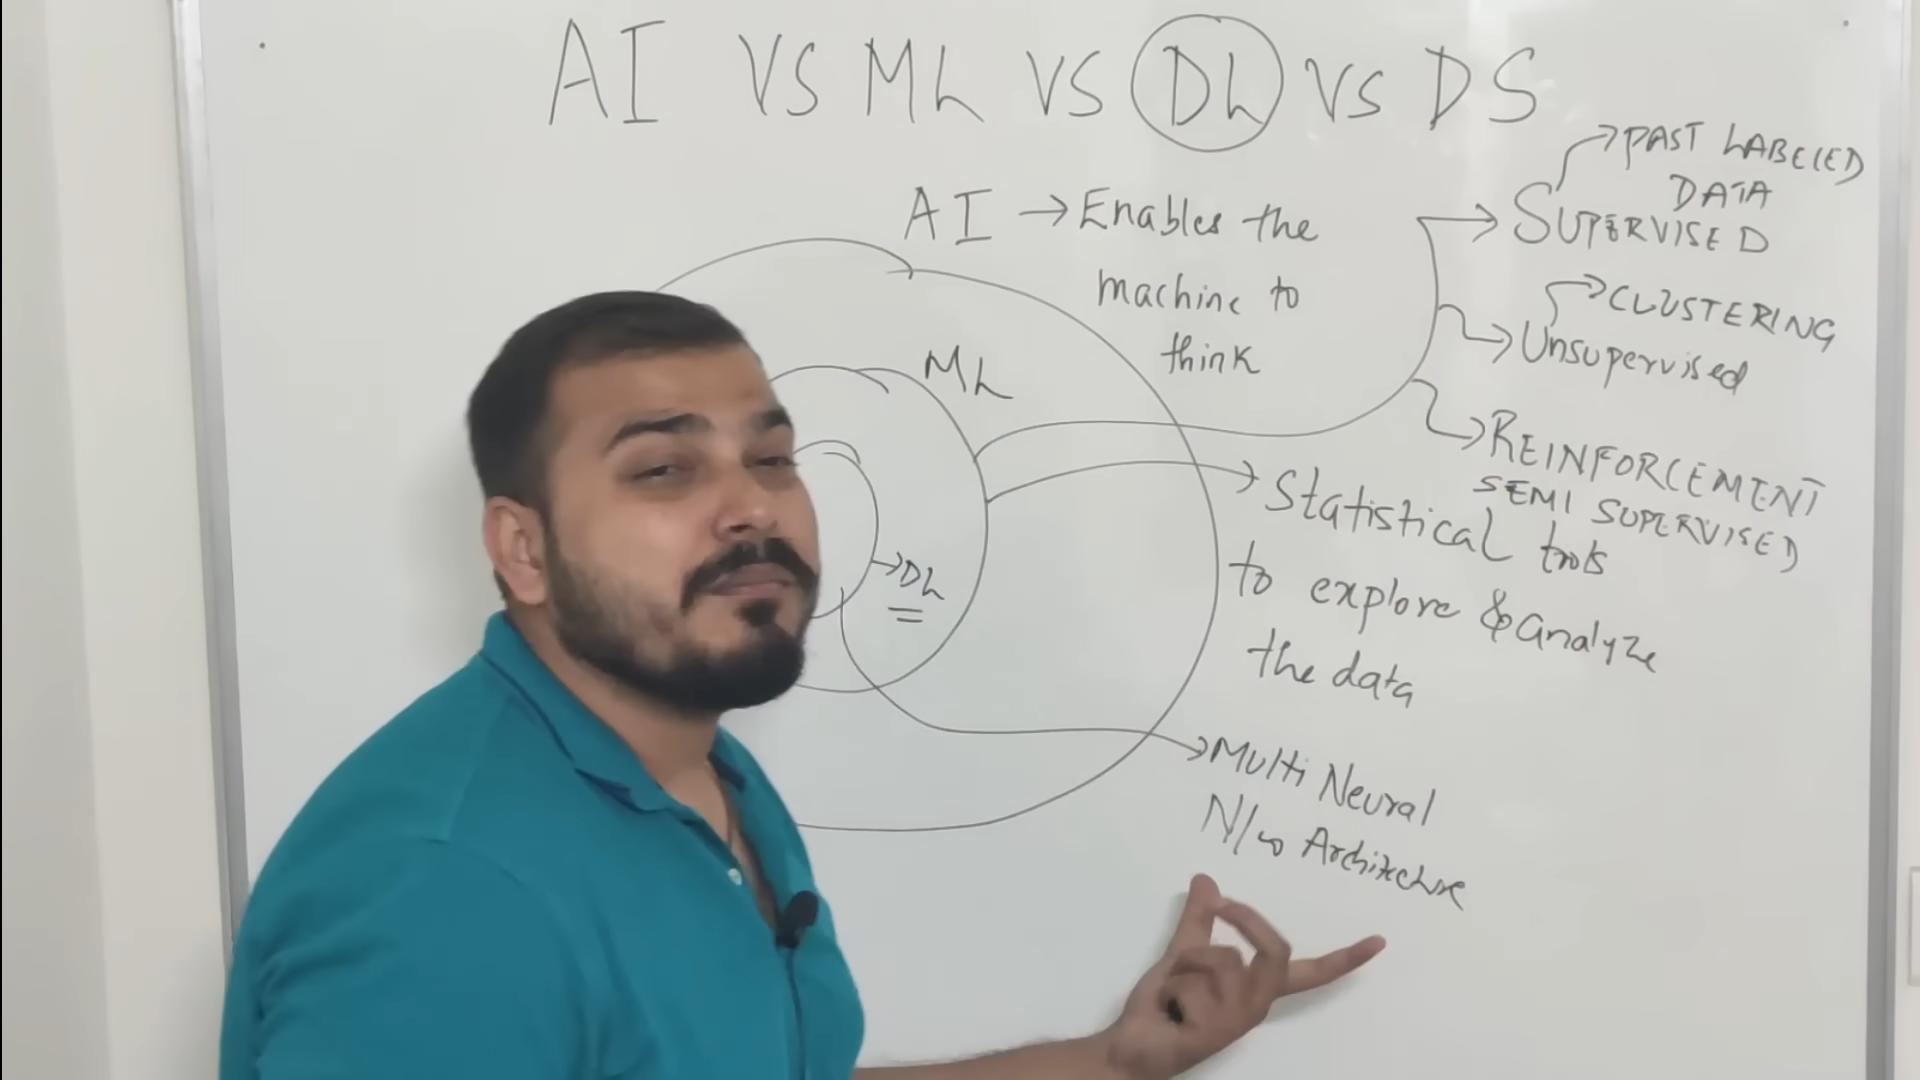 AI VS ML VS DL VS DS
AI → Enables the
machine to
think
ML
→DL
→PAST LABELED
DATA
→ SUPERVISED
→CLUSTERING
→ Unsupervised
→REINFORCEMENT
SEMI SUPERVISED
→ Statistical tools
to explore & analyze
the data
→Multi Neural
N/w Architecture